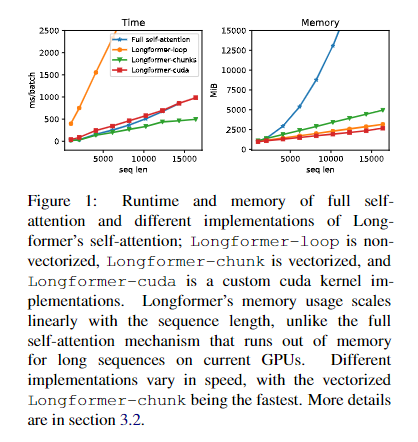 Time
Memory
2500
2000
1500
1000
500
0
ms/batch
Full self-attention
Longformer-loop
Longformer-chunks
Longformer-cuda
5000
10000
15000
seq len
15000
12500
10000
7500
5000
2500
0
MiB
5000
10000
15000
seq len
Figure 1: Runtime and memory of full self-
attention and different implementations of Long-
former's self-attention; Longformer-loop is non-
vectorized, Longformer-chunk is vectorized, and
Longformer-cuda is a custom cuda kernel im-
plementations. Longformer's memory usage scales
linearly with the sequence length, unlike the full
self-attention mechanism that runs out of memory
for long sequences on current GPUs. Different
implementations vary in speed, with the vectorized
Longformer-chunk being the fastest. More details
are in section 3.2.